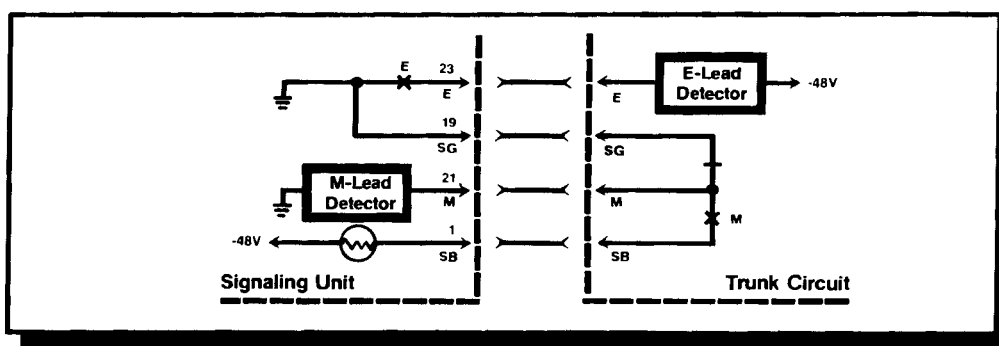 E
23
E
19
SG
M-Lead
Detector
21
M
-48V
1
SB
Signaling Unit
E
E-Lead
Detector
-48V
SG
M
M
SB
Trunk Circuit